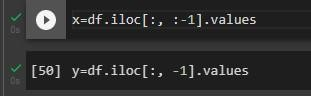 x=df.iloc[:, :-1].values
0s
[50] y=df.iloc[:, -1].values
0s